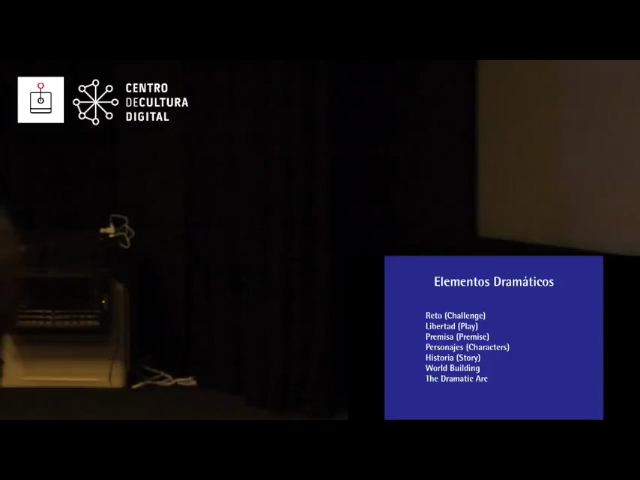 CENTRO
DECULTURA
DIGITAL
Elementos Dramáticos
Reto (Challenge)
Libertad (Play)
Premisa (Premise)
Personajes (Characters)
Historia (Story)
World Building
The Dramatic Arc